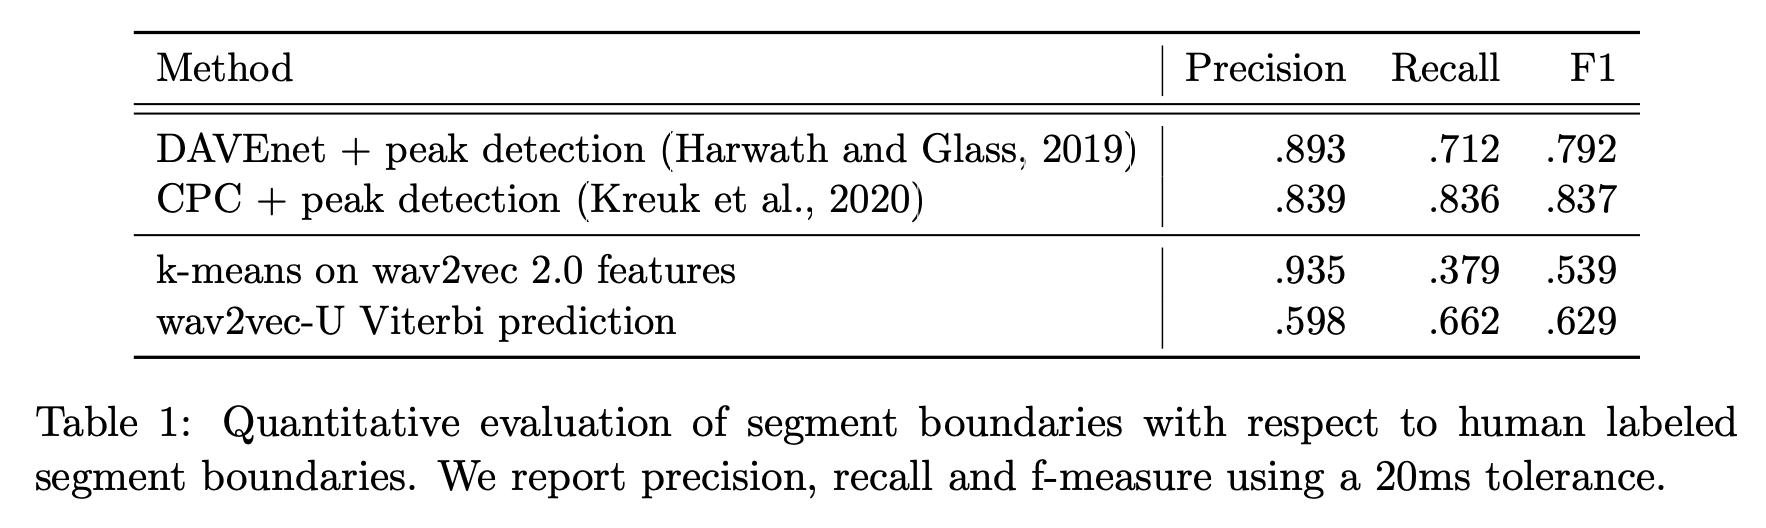 Method Precision Recall F1
DAVEnet + peak detection (Harwath and Glass, 2019) .893 .712 .792
CPC + peak detection (Kreuk et al., 2020) .839 .836 .837
k-means on wav2vec 2.0 features .935 .379 .539
wav2vec-U Viterbi prediction .598 .662 .629
Table 1: Quantitative evaluation of segment boundaries with respect to human labeled
segment boundaries. We report precision, recall and f-measure using a 20ms tolerance.